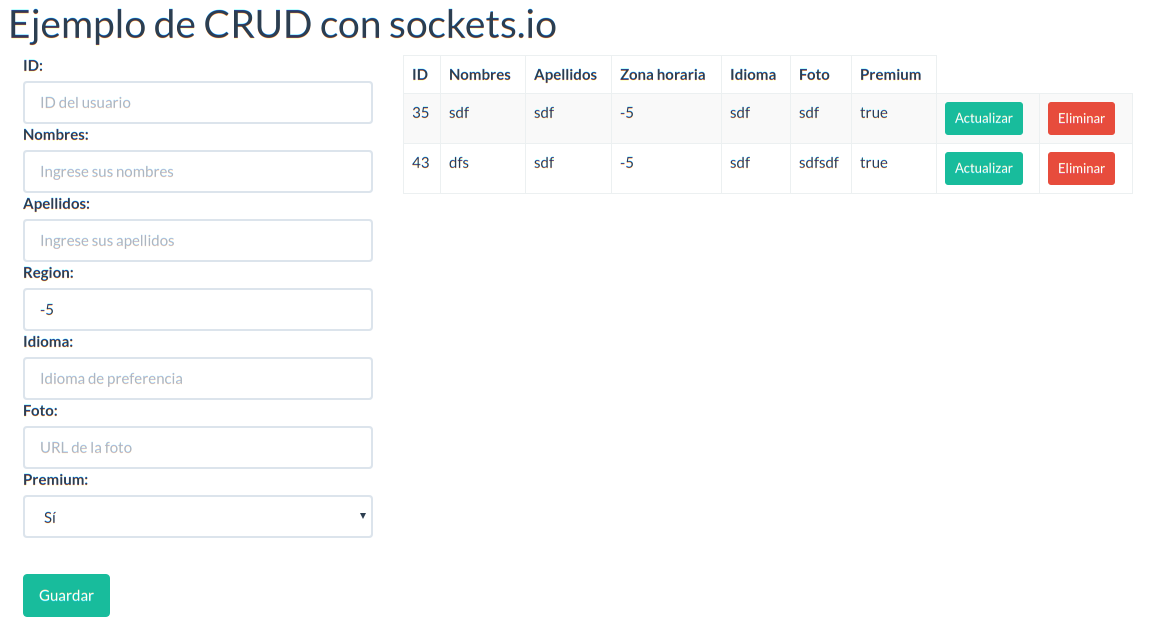 Ejemplo de CRUD con sockets.io
ID:
ID del usuario
Nombres:
Ingrese sus nombres
Apellidos:
Ingrese sus apellidos
Region:
-5
Idioma:
Idioma de preferencia
Foto:
URL de la foto
Premium:
Sí
Guardar
ID Nombres Apellidos Zona horaria Idioma Foto Premium
35 sdf sdf -5 sdf sdf true Actualizar Eliminar
43 dfs sdf -5 sdf sdfsdf true Actualizar Eliminar